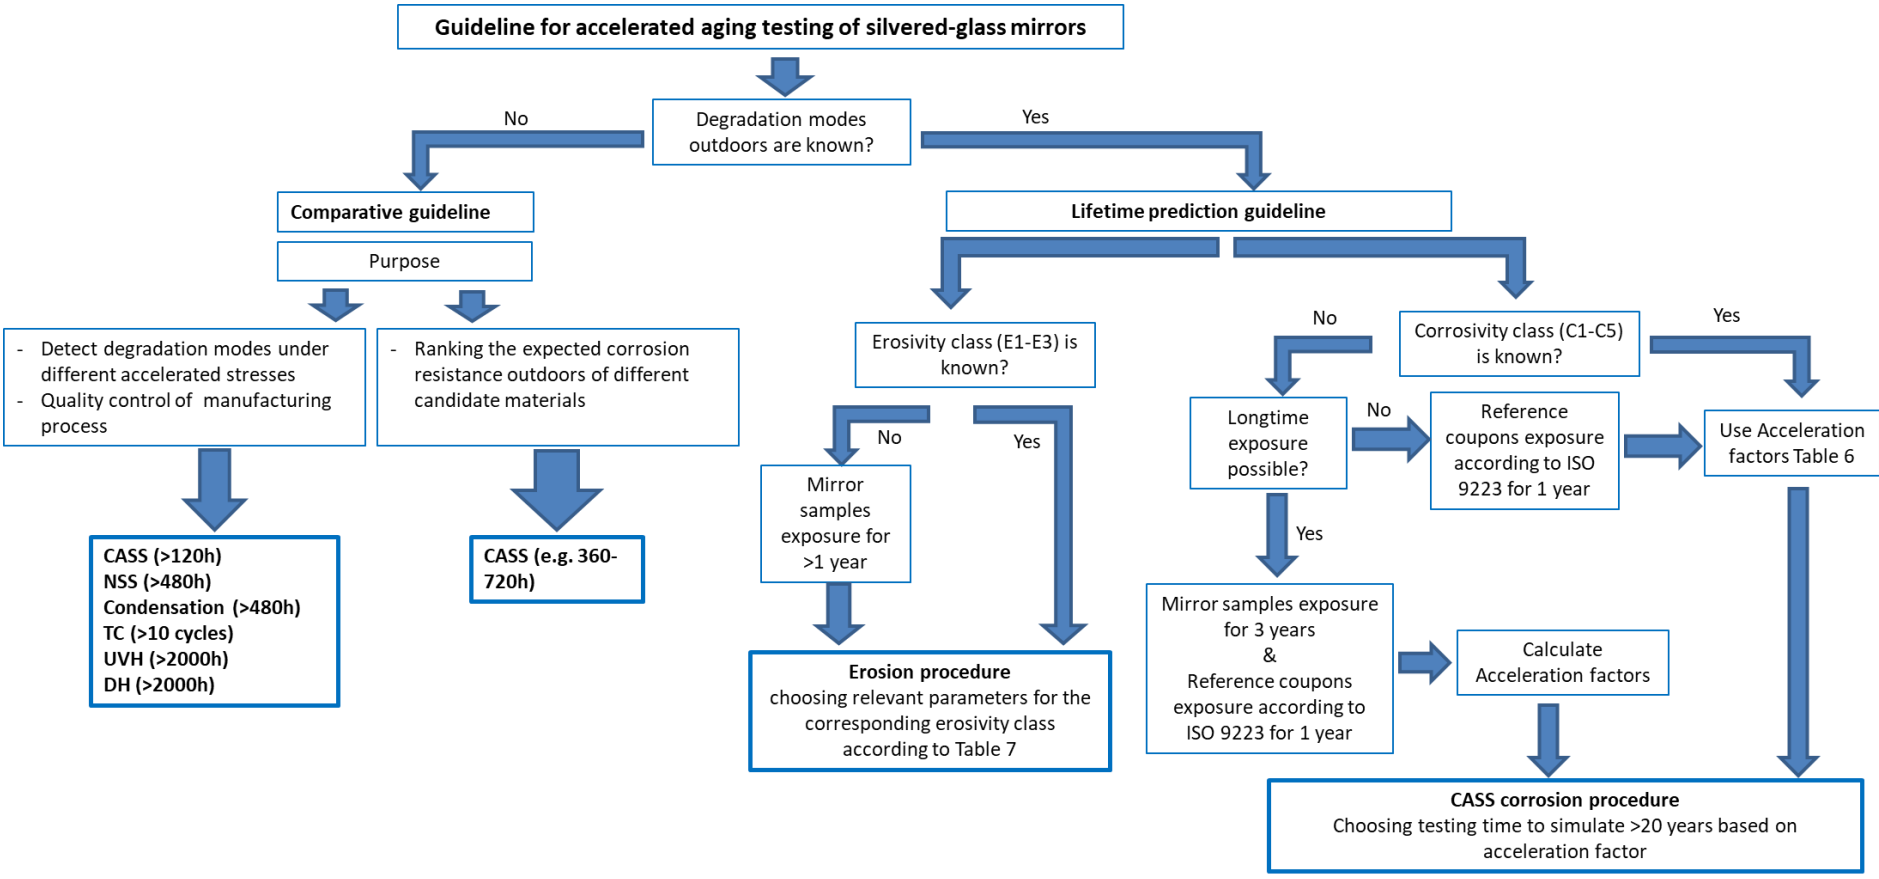 Guideline for accelerated aging testing of silvered-glass mirrors
No
Degradation modes
outdoors are known?
Yes
Comparative guideline
Purpose
Lifetime prediction guideline
- Detect degradation modes under
different accelerated stresses
- Quality control of manufacturing
process
- Ranking the expected corrosion
resistance outdoors of different
candidate materials
CASS (>120h)
NSS (>480h)
Condensation (>480h)
TC (>10 cycles)
UVH (>2000h)
DH (>2000h)
CASS (e.g. 360-
720h)
Erosivity class (E1-E3) is
known?
No
Yes
Mirror
samples
exposure for
>1 year
Erosion procedure
choosing relevant parameters for the
corresponding erosivity class
according to Table 7
No
Corrosivity class (C1-C5)
is known?
Yes
Longtime
exposure
possible?
No
Reference
coupons exposure
according to ISO
9223 for 1 year
Use Acceleration
factors Table 6
Yes
Mirror samples exposure
for 3 years
&
Reference coupons
exposure according to
ISO 9223 for 1 year
Calculate
Acceleration factors
CASS corrosion procedure
Choosing testing time to simulate >20 years based on
acceleration factor